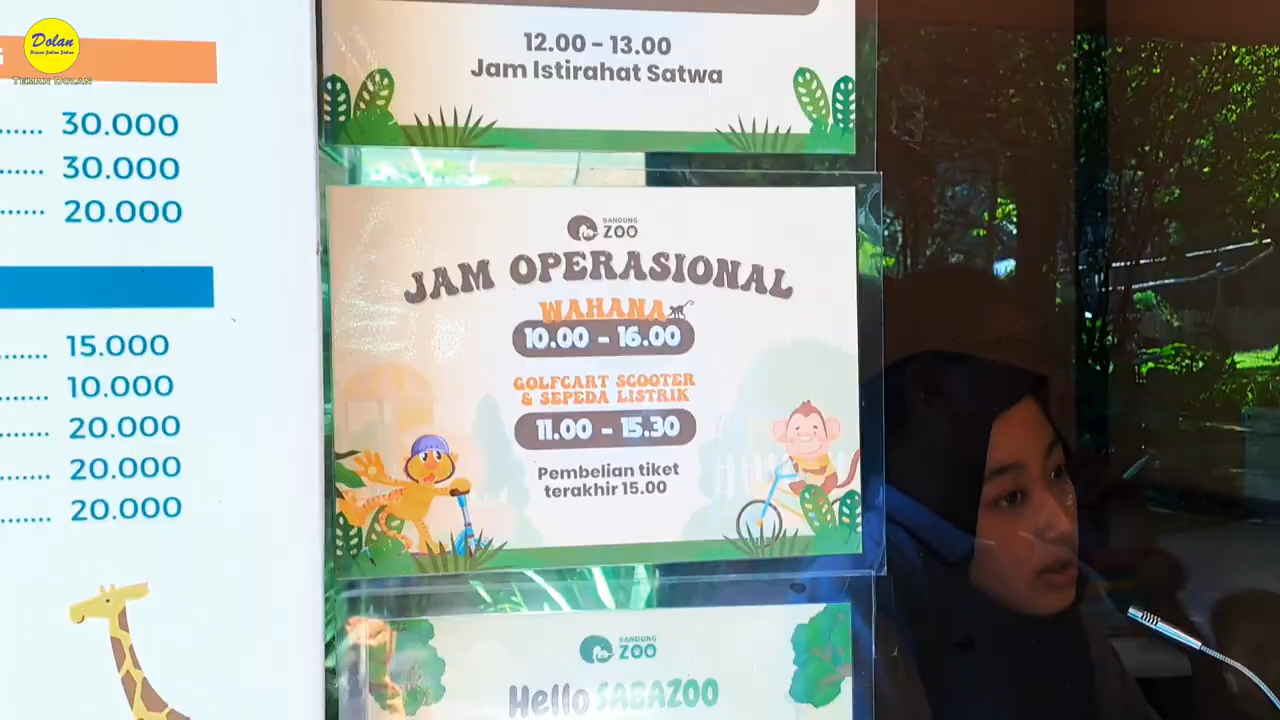 Dolan
TEMAN DOLAN
G
...... 30.000
...... 30.000
...... 20.000
...... 15.000
...... 10.000
...... 20.000
...... 20.000
...... 20.000
12.00 - 13.00
Jam Istirahat Satwa
BANDUNG
ZOO
JAM OPERASIONAL
WAHANA
10.00 - 16.00
GOLFCART SCOOTER
& SEPEDA LISTRIK
11.00 - 15.30
Pembelian tiket
terakhir 15.00
BANDUNG
ZOO
Hello SABAZOO